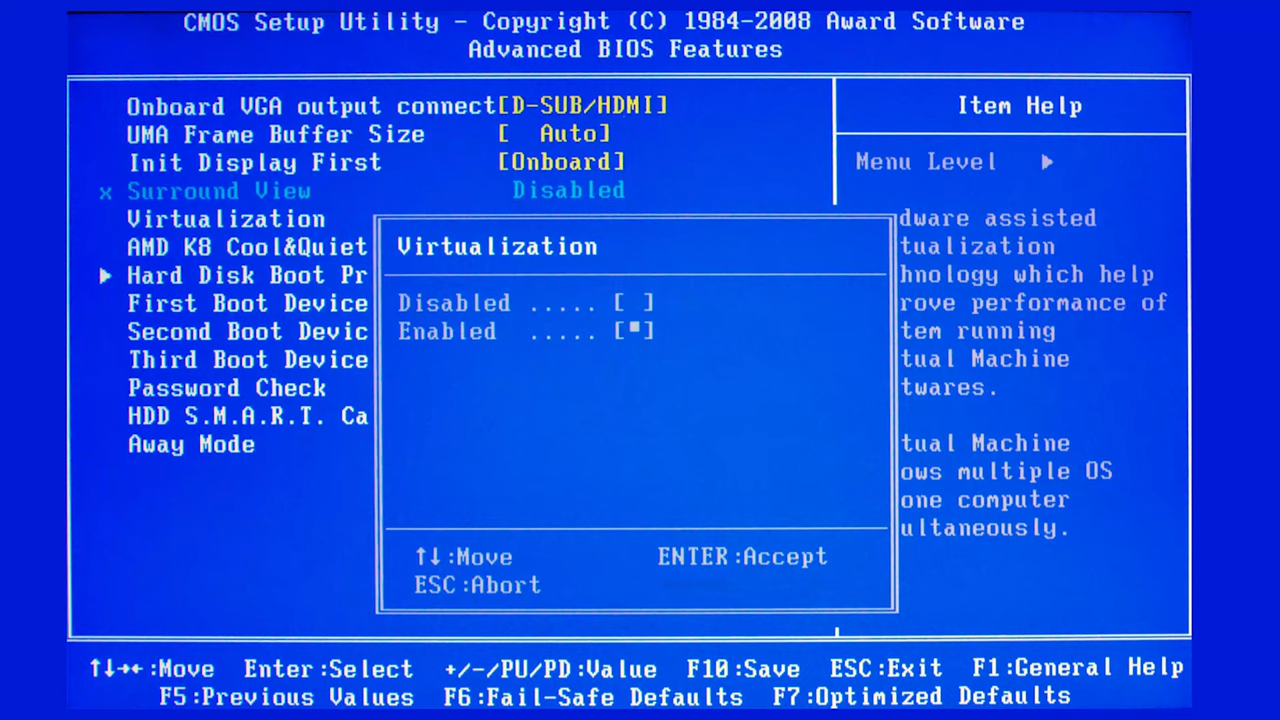 CMOS Setup Utility - Copyright (C) 1984-2008 Award Software
Advanced BIOS Features
Onboard VGA output connect[D-SUB/HDMI]
UMA Frame Buffer Size [ Auto]
Init Display First [Onboard]
x Surround View Disabled
Virtualization
AMD K8 Cool&Quiet
Hard Disk Boot Pr
First Boot Device
Second Boot Devic
Third Boot Device
Password Check
HDD S.M.A.R.T. Ca
Away Mode
Virtualization
Disabled ..... [ ]
Enabled ..... [■]
↑↓:Move ENTER:Accept
ESC:Abort
Item Help
Menu Level ▶
dware assisted
tualization
hnology which help
rove performance of
tem running
tual Machine
twares.
tual Machine
ows multiple OS
one computer
ultaneously.
↑↓→←:Move Enter:Select +/-/PU/PD:Value F10:Save ESC:Exit F1:General Help
F5:Previous Values F6:Fail-Safe Defaults F7:Optimized Defaults